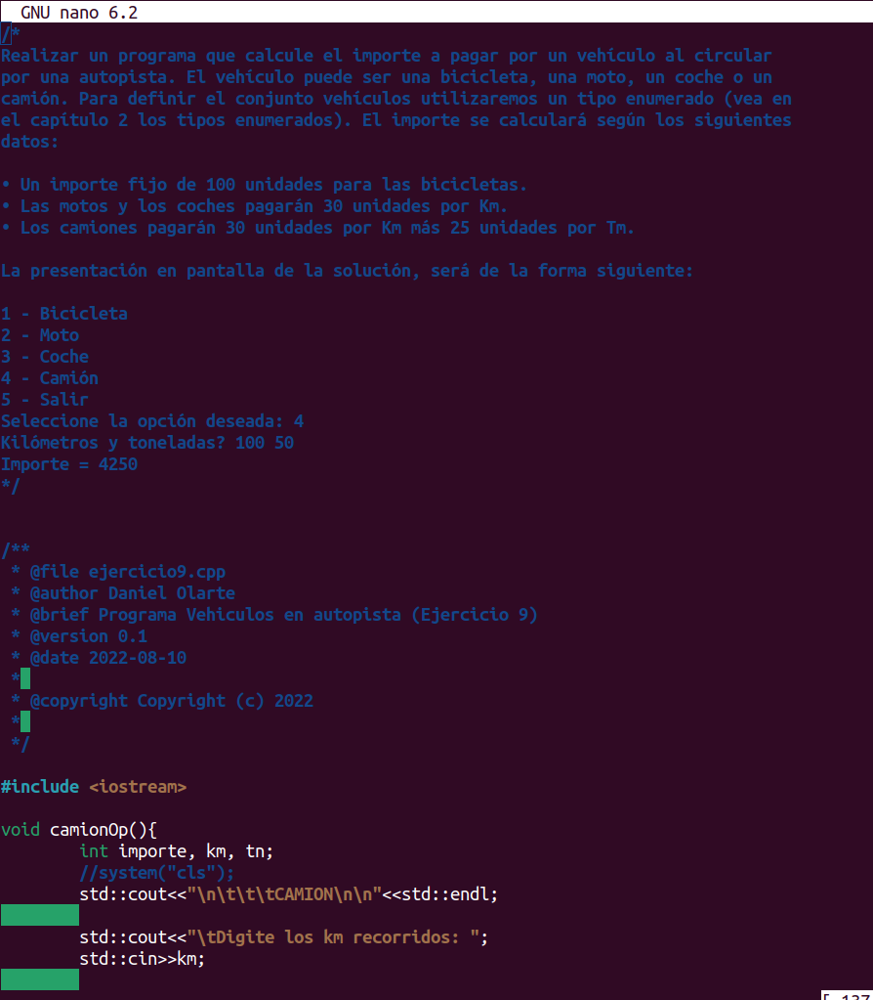 GNU nano 6.2
/*
Realizar un programa que calcule el importe a pagar por un vehículo al circular
por una autopista. El vehículo puede ser una bicicleta, una moto, un coche o un
camión. Para definir el conjunto vehículos utilizaremos un tipo enumerado (vea en
el capítulo 2 los tipos enumerados). El importe se calculará según los siguientes
datos:
• Un importe fijo de 100 unidades para las bicicletas.
• Las motos y los coches pagarán 30 unidades por Km.
• Los camiones pagarán 30 unidades por Km más 25 unidades por Tm.
La presentación en pantalla de la solución, será de la forma siguiente:
1 - Bicicleta
2 - Moto
3 - Coche
4 - Camión
5 - Salir
Seleccione la opción deseada: 4
Kilómetros y toneladas? 100 50
Importe = 4250
*/
/**
 * @file ejercicio9.cpp
 * @author Daniel Olarte
 * @brief Programa Vehiculos en autopista (Ejercicio 9)
 * @version 0.1
 * @date 2022-08-10
 *
 * @copyright Copyright (c) 2022
 *
 */
#include <iostream>
void camionOp(){
        int importe, km, tn;
        //system("cls");
        std::cout<<"\n\t\t\tCAMION\n\n"<<std::endl;
        std::cout<<"\tDigite los km recorridos: ";
        std::cin>>km;
[ 137